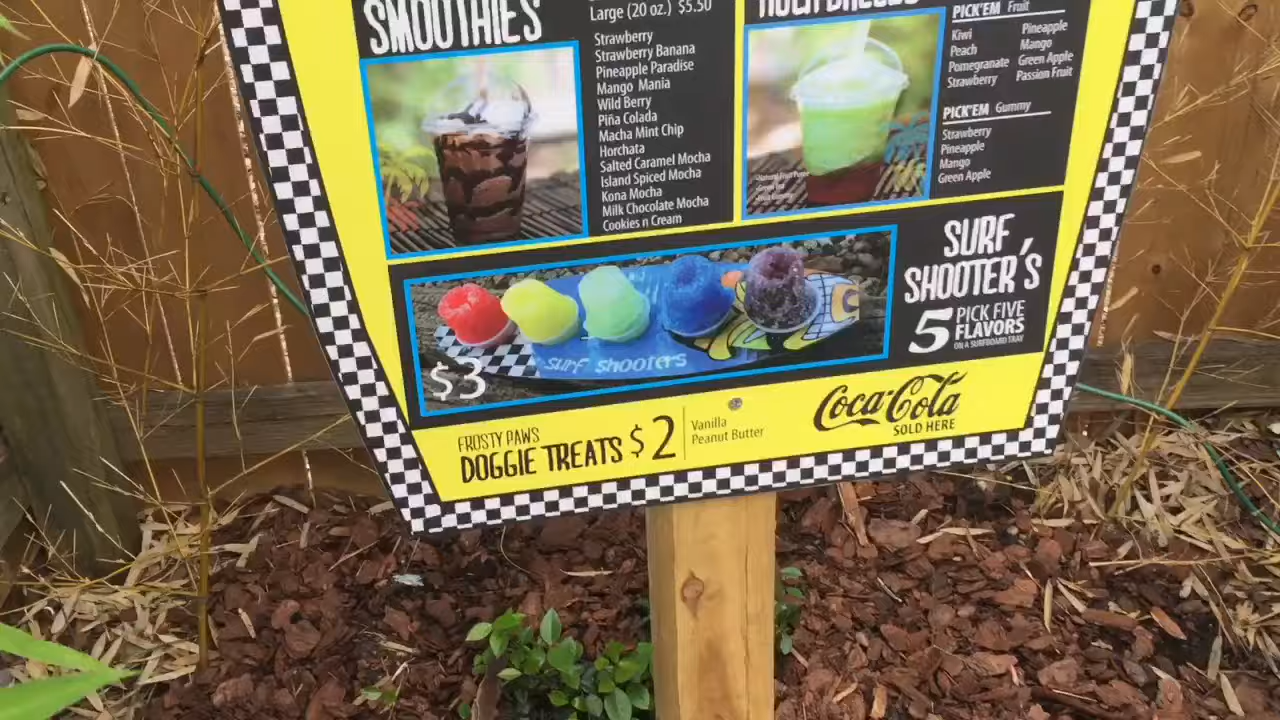 SMOOTHIES
Large (20 oz.) $5.50
Strawberry
Strawberry Banana
Pineapple Paradise
Mango Mania
Wild Berry
Piña Colada
Macha Mint Chip
Horchata
Salted Caramel Mocha
Island Spiced Mocha
Kona Mocha
Milk Chocolate Mocha
Cookies n Cream
PICK'EM Fruit
Kiwi
Peach
Pomegranate
Strawberry
Pineapple
Mango
Green Apple
Passion Fruit
PICK'EM Gummy
Strawberry
Pineapple
Mango
Green Apple
SURF
SHOOTER'S
5 PICK FIVE
FLAVORS
ON A SURFBOARD TRAY
surf shooters
$3
FROSTY PAWS
DOGGIE TREATS $2
Vanilla
Peanut Butter
Coca-Cola
SOLD HERE